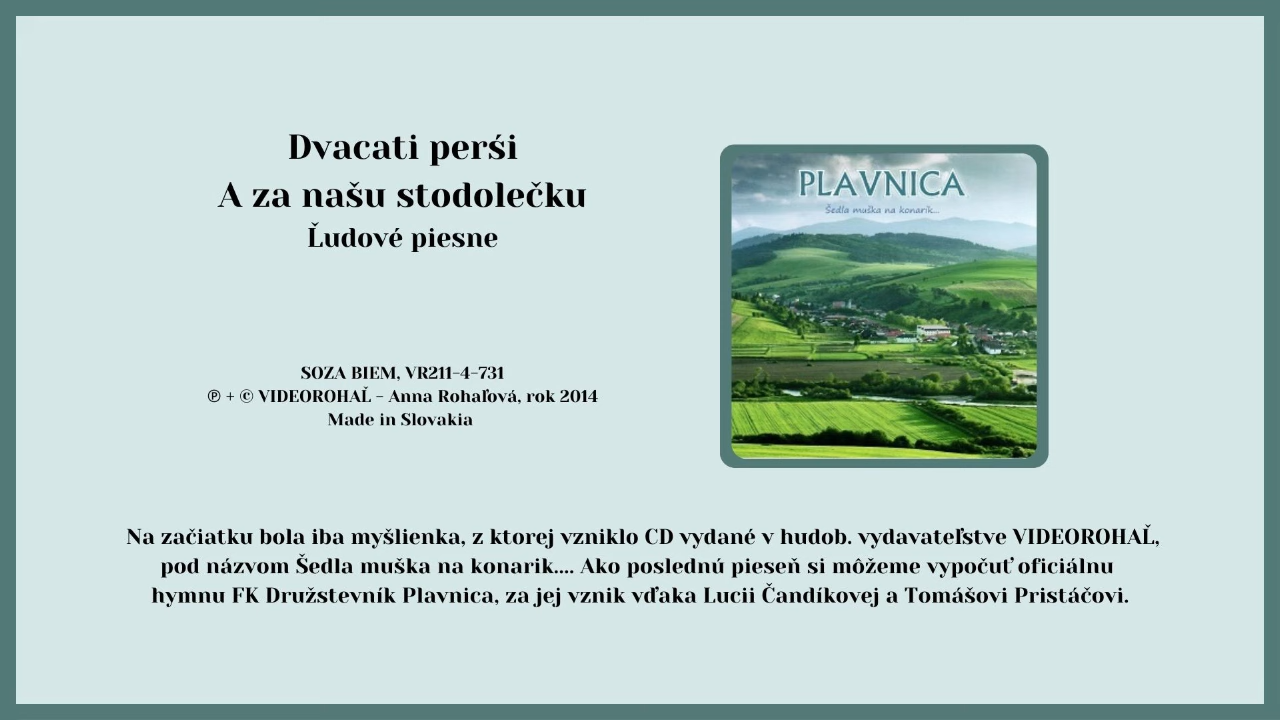 Dvacati perśi
A za našu stodolečku
Ľudové piesne
SOZA BIEM, VR211-4-731
℗ + © VIDEOROHAĽ - Anna Rohaľová, rok 2014
Made in Slovakia
PLAVNICA
Šedla muška na konarik...
Na začiatku bola iba myšlienka, z ktorej vzniklo CD vydané v hudob. vydavateľstve VIDEOROHAĽ,
pod názvom Šedla muška na konarik.... Ako poslednú pieseň si môžeme vypočuť oficiálnu
hymnu FK Družstevník Plavnica, za jej vznik vďaka Lucii Čandíkovej a Tomášovi Pristáčovi.